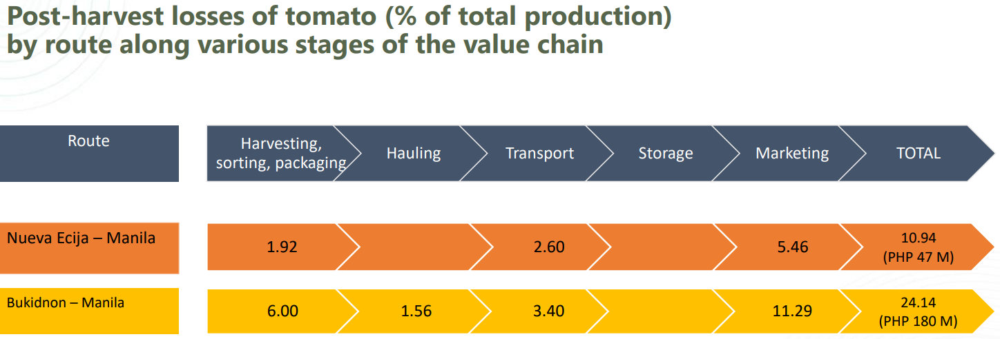 Post-harvest losses of tomato (% of total production)
by route along various stages of the value chain
Route
Harvesting,
sorting, packaging
Hauling
Transport
Storage
Marketing
TOTAL
Nueva Ecija – Manila
1.92
2.60
5.46
10.94
(PHP 47 M)
Bukidnon – Manila
6.00
1.56
3.40
11.29
24.14
(PHP 180 M)